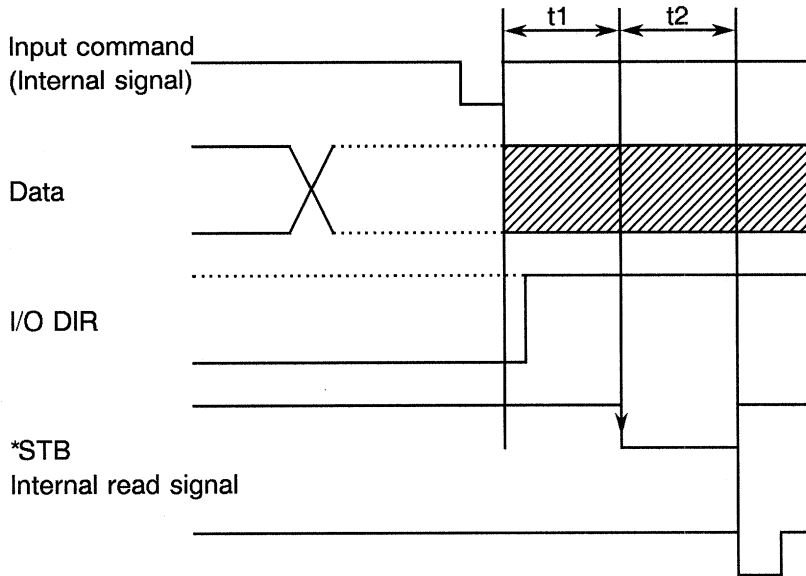 t1
t2
Input command
(Internal signal)
Data
I/O DIR
*STB
Internal read signal